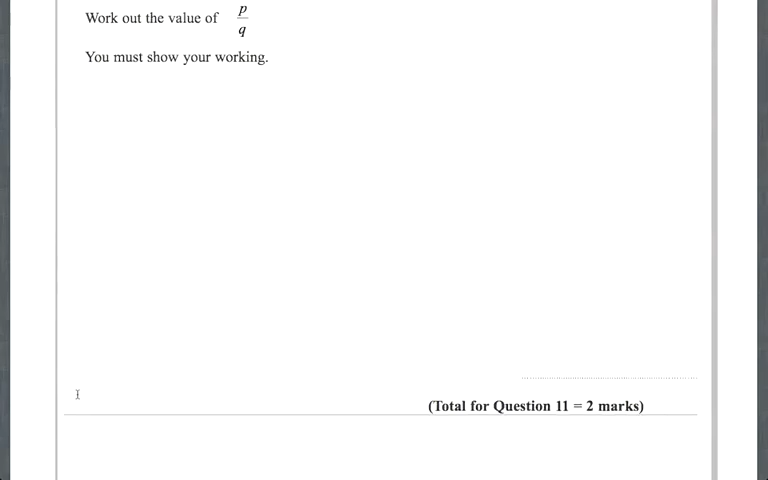 Work out the value of p/q
You must show your working.
(Total for Question 11 = 2 marks)